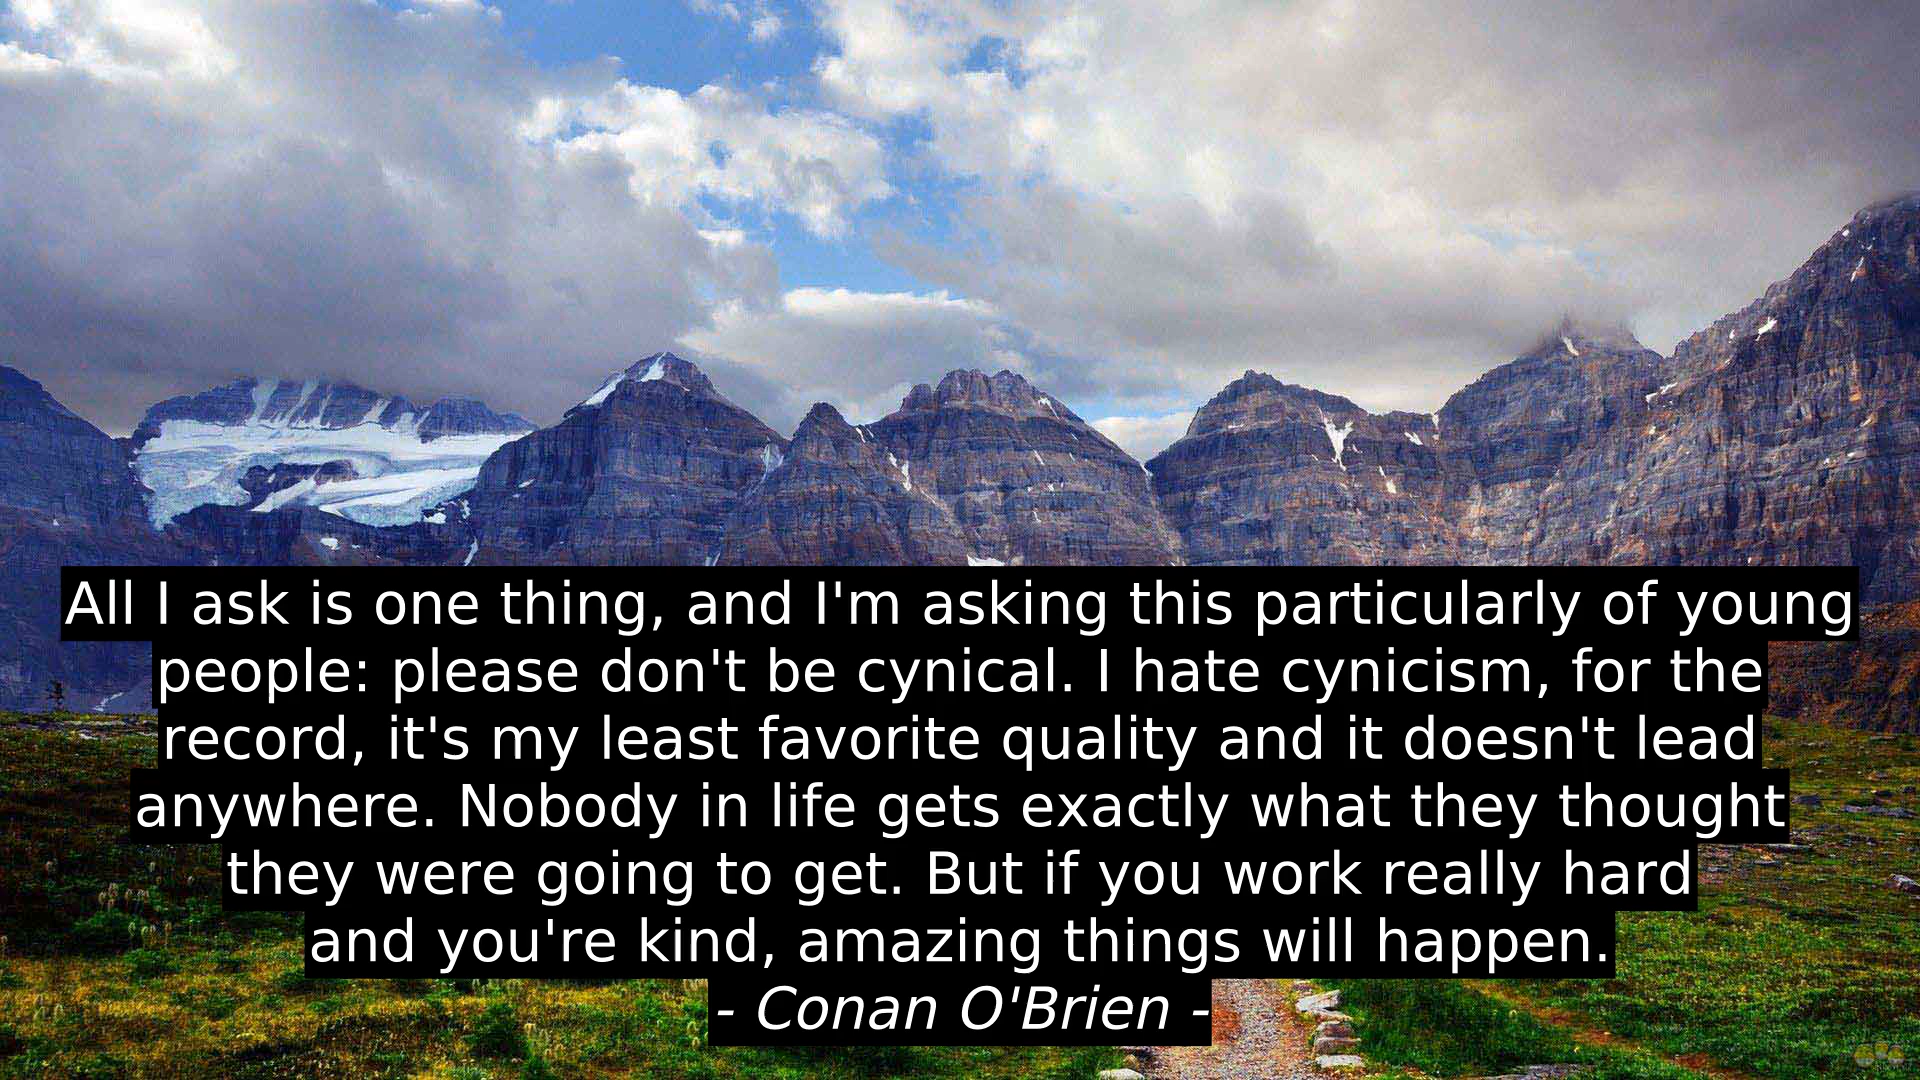 All I ask is one thing, and I'm asking this particularly of young
people: please don't be cynical. I hate cynicism, for the
record, it's my least favorite quality and it doesn't lead
anywhere. Nobody in life gets exactly what they thought
they were going to get. But if you work really hard
and you're kind, amazing things will happen.
- Conan O'Brien -